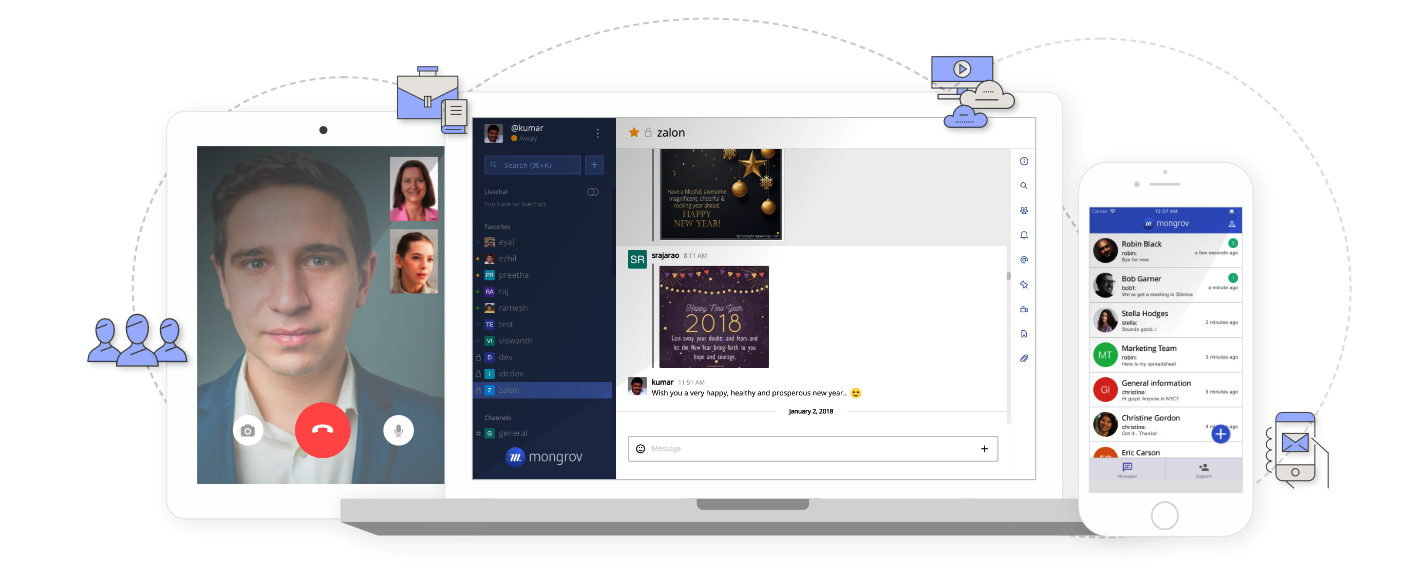 @kumar
Away
Search (⌘+K)
+
Livechat
You have no livechats
Favorites
eyal
erhil
PR preetha
RA raj
ramesh
TE test
VI viswanth
D dev
I idcdev
Z zalon
Channels
# G general
m. mongrov
zalon
Have a blissful, awesome
magnificent, cheerful &
rocking year ahead.
HAPPY
NEW YEAR!
SR srajarao 8:11 AM
Happy New Year
2018
Cast away your doubts and fears and
let the New Year bring forth to you
hope and courage.
kumar 11:51 AM
Wish you a very happy, healthy and prosperous new year..
January 2, 2018
Message
+
Carrier 12:37 AM
m. mongrov
Robin Black
robin: a few seconds ago
Bye for now
Bob Garner
bobt: a minute ago
We've got a meeting in 30mins
Stella Hodges
stella: 2 minutes ago
Sounds good..!
MT Marketing Team
robin: 3 minutes ago
Here is my spreadsheet
GI General information
christine: 3 minutes ago
Hi guys! Anyone in NYC?
Christine Gordon
christine:
Got it.. Thanks!
Eric Carson
Messages Support